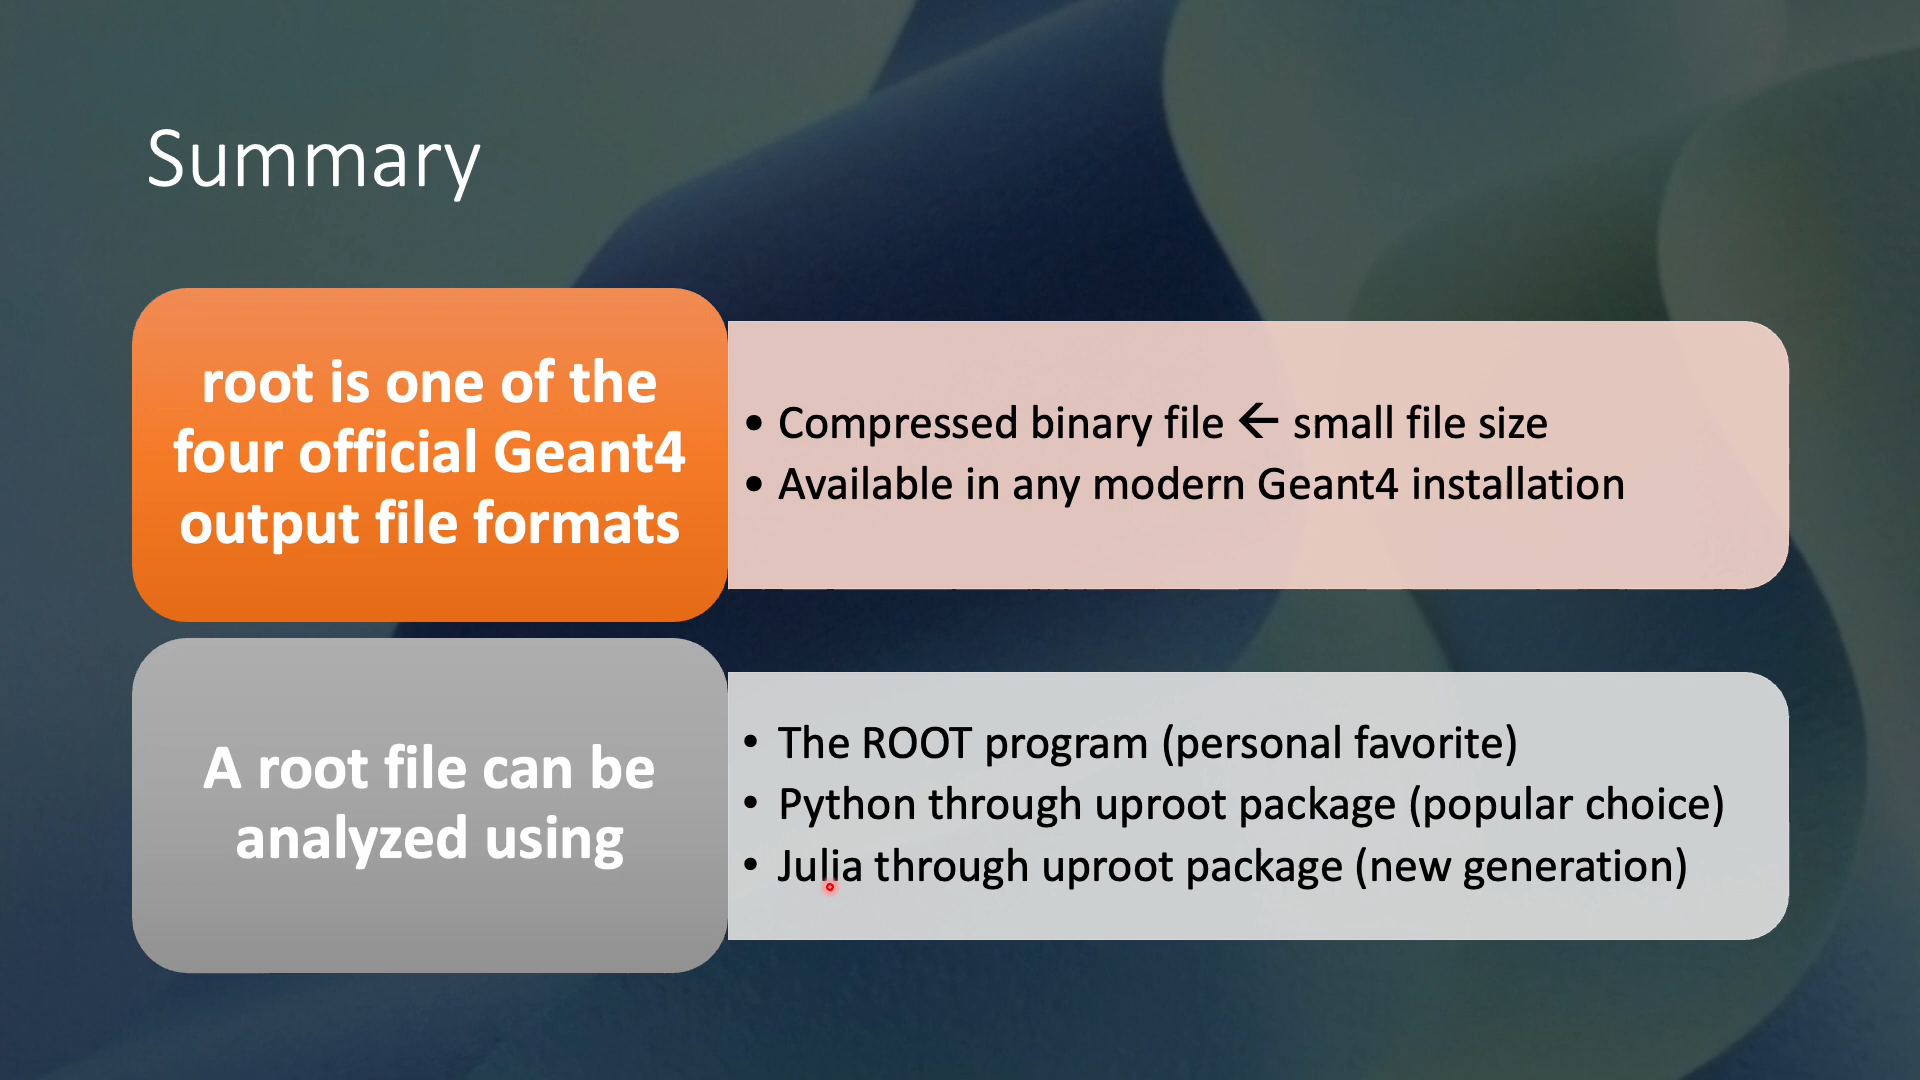 Summary
root is one of the
four official Geant4
output file formats
• Compressed binary file ← small file size
• Available in any modern Geant4 installation
A root file can be
analyzed using
• The ROOT program (personal favorite)
• Python through uproot package (popular choice)
• Julia through uproot package (new generation)